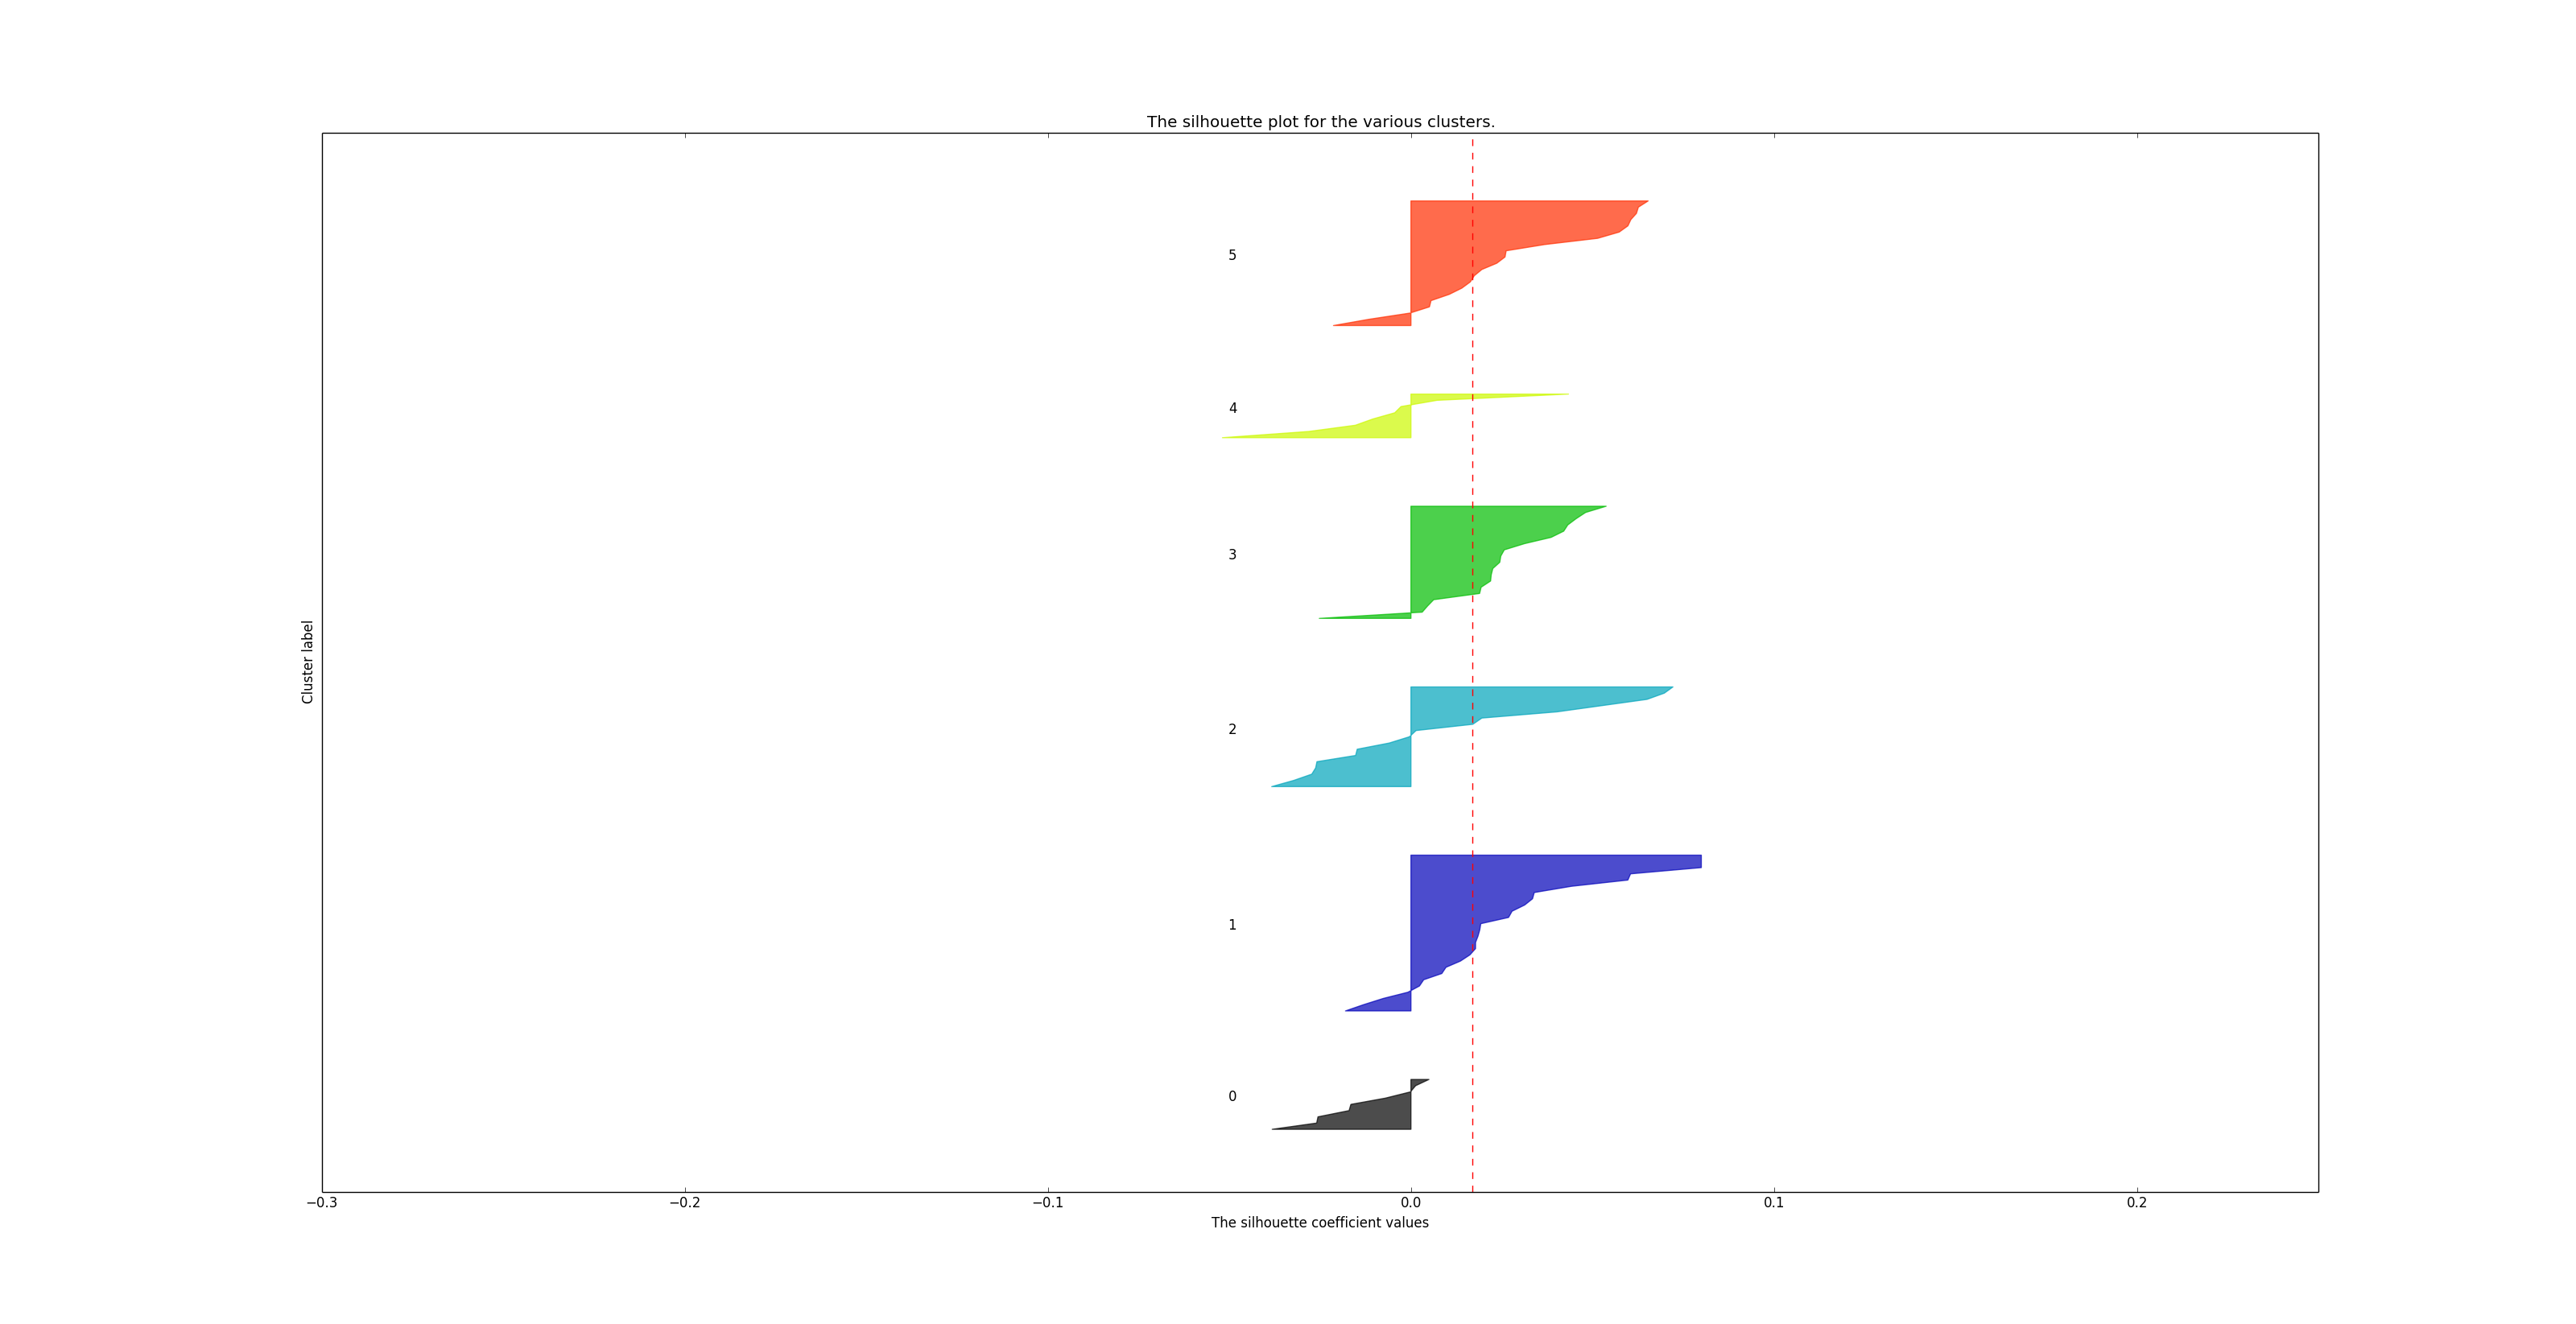 The silhouette plot for the various clusters.
5
4
3
2
1
0
Cluster label
−0.3 −0.2 −0.1 0.0 0.1 0.2
The silhouette coefficient values